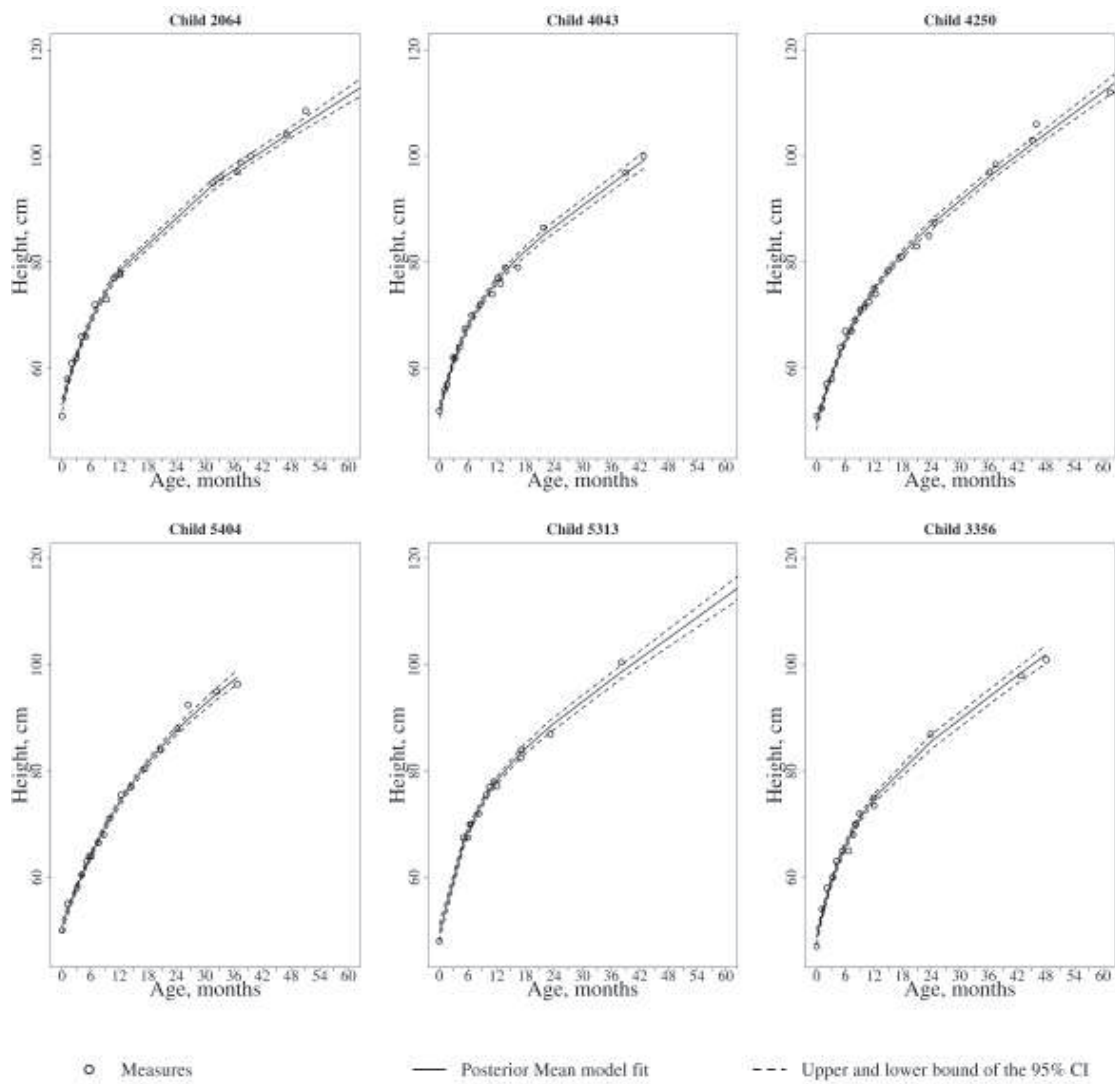 Child 2064
Child 4043
Child 4250
Height, cm
60 80 100 120
0 6 12 18 24 30 36 42 48 54 60
Age, months
Height, cm
60 80 100 120
0 6 12 18 24 30 36 42 48 54 60
Age, months
Height, cm
60 80 100 120
0 6 12 18 24 30 36 42 48 54 60
Age, months
Child 5404
Child 5313
Child 3356
Height, cm
60 80 100 120
0 6 12 18 24 30 36 42 48 54 60
Age, months
Height, cm
60 80 100 120
0 6 12 18 24 30 36 42 48 54 60
Age, months
Height, cm
60 80 100 120
0 6 12 18 24 30 36 42 48 54 60
Age, months
Measures
Posterior Mean model fit
Upper and lower bound of the 95% CI